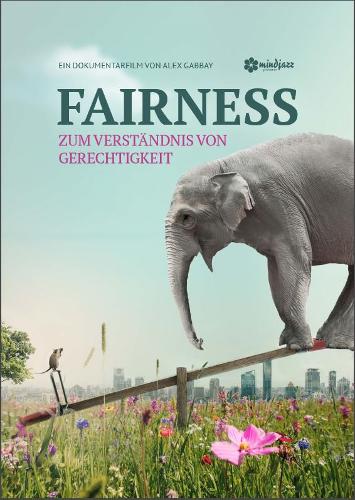 EIN DOKUMENTARFILM VON ALEX GABBAY
mindjazz
FAIRNESS
ZUM VERSTÄNDNIS VON
GERECHTIGKEIT